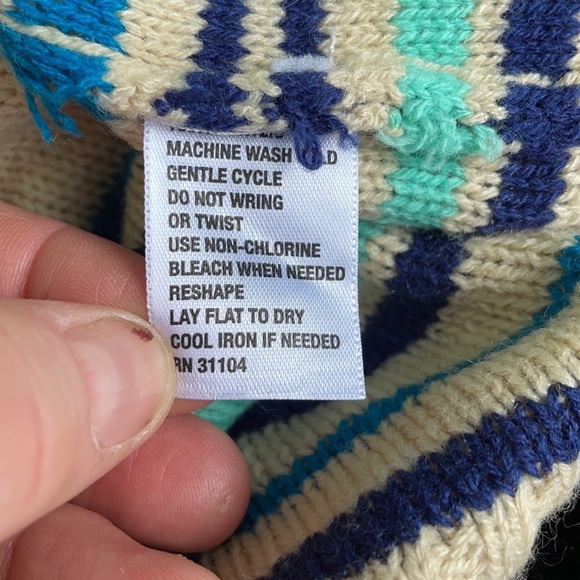 MACHINE WASH
GENTLE CYCLE
DO NOT WRING
OR TWIST
USE NON-CHLORINE
BLEACH WHEN NEEDED
RESHAPE
LAY FLAT TO DRY
COOL IRON IF NEEDED
RN 31104